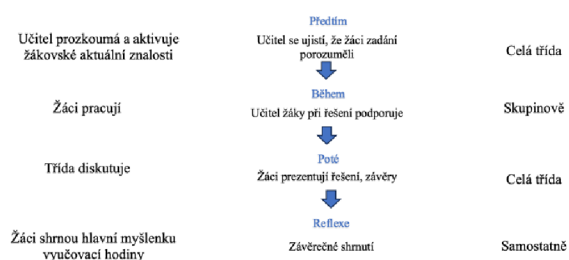 Předtím
Učitel prozkoumá a aktivuje
žákovské aktuální znalosti
Učitel se ujistí, že žáci zadání
porozuměli
Celá třída
Během
Žáci pracují
Učitel žáky při řešení podporuje
Skupinově
Poté
Třída diskutuje
Žáci prezentují řešení, závěry
Celá třída
Reflexe
Žáci shrnou hlavní myšlenku
vyučovací hodiny
Závěrečné shrnutí
Samostatně